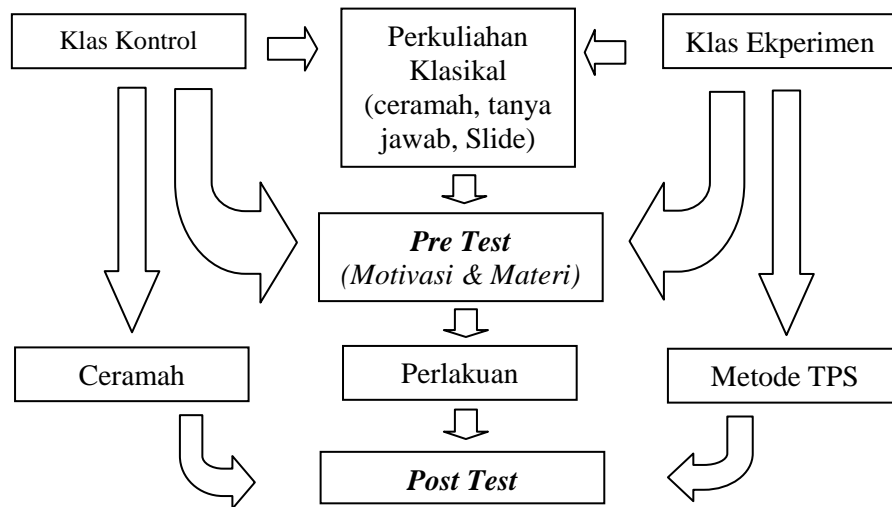 Klas Kontrol
Perkuliahan
Klasikal
(ceramah, tanya
jawab, Slide)
Klas Ekperimen
Pre Test
(Motivasi & Materi)
Ceramah
Perlakuan
Metode TPS
Post Test